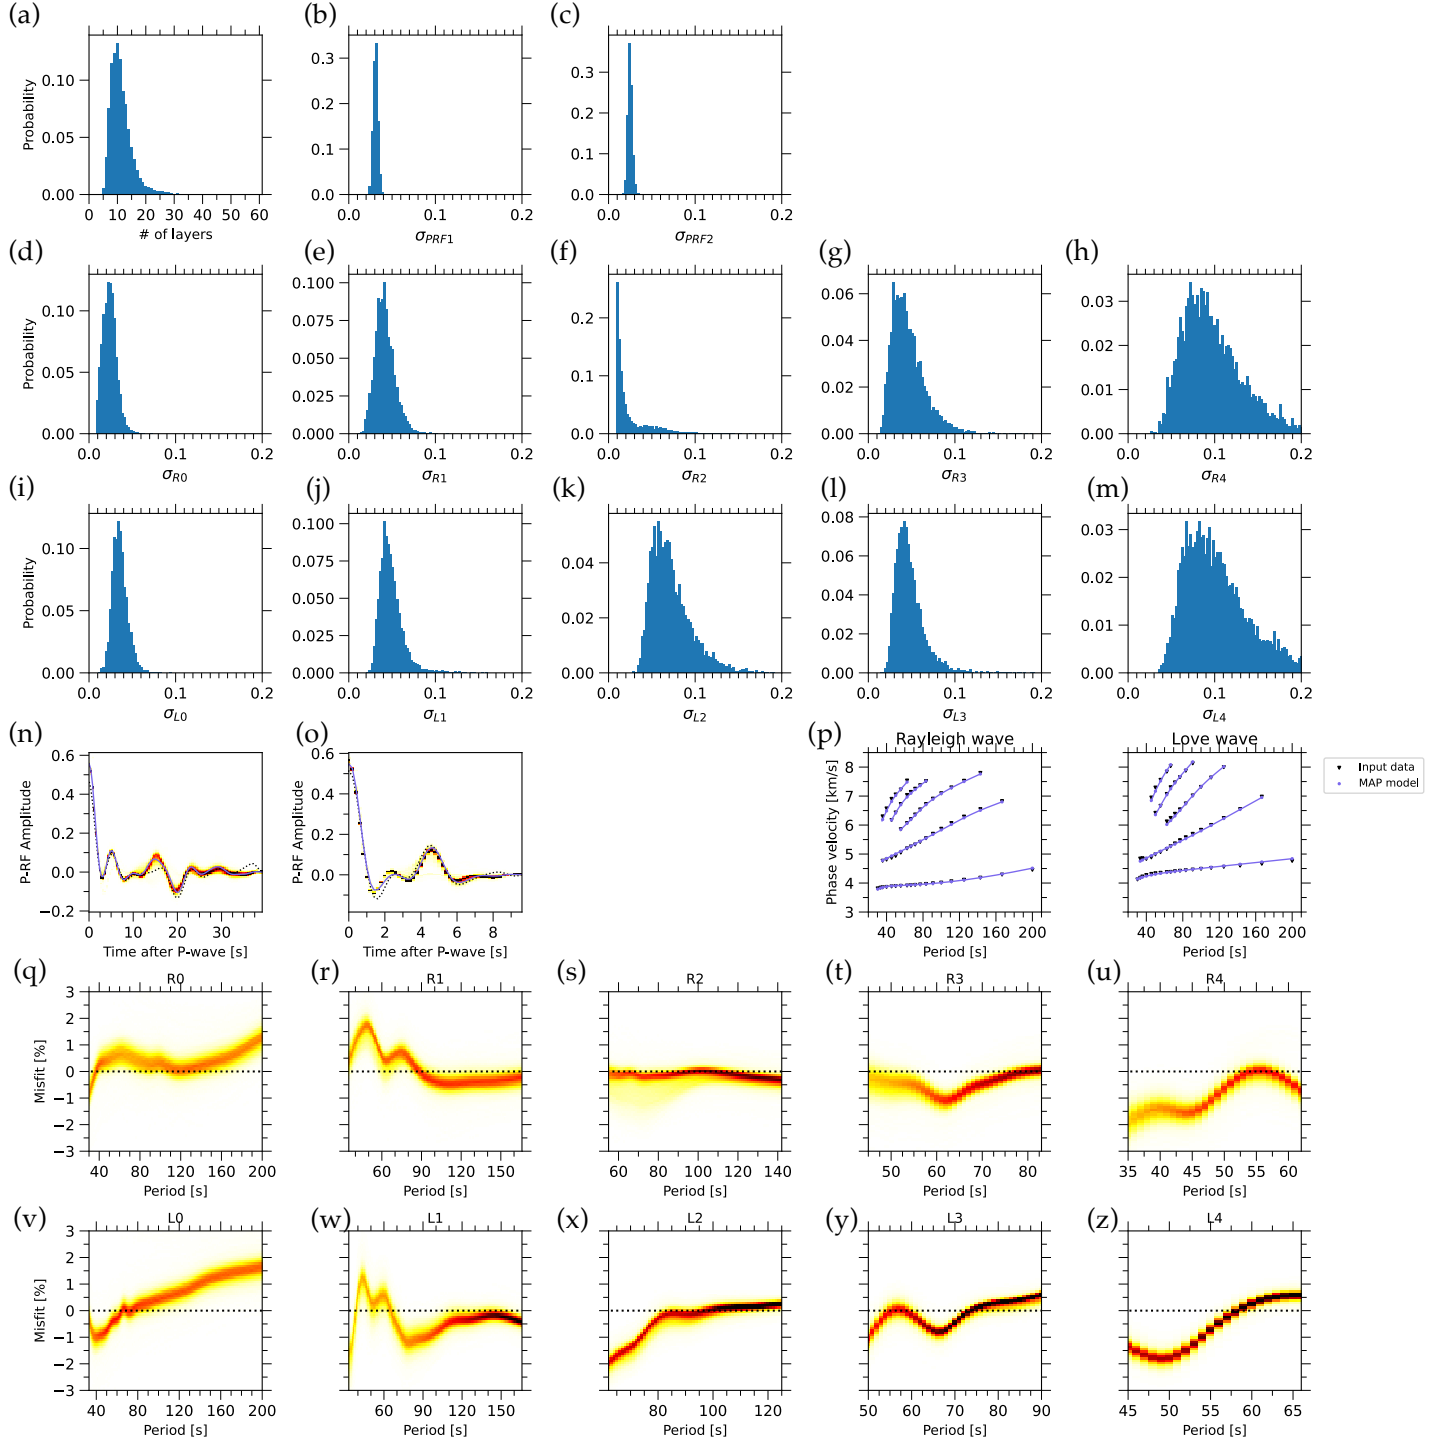 (a) (b) (c)
Probability
0.10
0.05
0.00
0 10 20 30 40 50 60
# of layers
0.3
0.2
0.1
0.0
0.0 0.1 0.2
σPRF1
0.3
0.2
0.1
0.0
0.0 0.1 0.2
σPRF2
(d) (e) (f) (g) (h)
Probability
0.10
0.05
0.00
0.0 0.1 0.2
σR0
0.100
0.075
0.050
0.025
0.000
0.0 0.1 0.2
σR1
0.2
0.1
0.0
0.0 0.1 0.2
σR2
0.06
0.04
0.02
0.00
0.0 0.1 0.2
σR3
0.03
0.02
0.01
0.00
0.0 0.1 0.2
σR4
(i) (j) (k) (l) (m)
Probability
0.10
0.05
0.00
0.0 0.1 0.2
σL0
0.100
0.075
0.050
0.025
0.000
0.0 0.1 0.2
σL1
0.04
0.02
0.00
0.0 0.1 0.2
σL2
0.08
0.06
0.04
0.02
0.00
0.0 0.1 0.2
σL3
0.03
0.02
0.01
0.00
0.0 0.1 0.2
σL4
(n) (o) (p)
P-RF Amplitude
0.6
0.4
0.2
0.0
−0.2
0 10 20 30
Time after P-wave [s]
P-RF Amplitude
0.6
0.4
0.2
0.0
0 2 4 6 8
Time after P-wave [s]
Rayleigh wave
Phase velocity [km/s]
8
7
6
5
4
3
40 80 120 160 200
Period [s]
Love wave
40 80 120 160 200
Period [s]
Input data
MAP model
(q) (r) (s) (t) (u)
R0
Misfit [%]
3
2
1
0
−1
−2
−3
40 80 120 160 200
Period [s]
R1
60 90 120 150
Period [s]
R2
60 80 100 120 140
Period [s]
R3
50 60 70 80
Period [s]
R4
35 40 45 50 55 60
Period [s]
(v) (w) (x) (y) (z)
L0
Misfit [%]
3
2
1
0
−1
−2
−3
40 80 120 160 200
Period [s]
L1
60 90 120 150
Period [s]
L2
80 100 120
Period [s]
L3
50 60 70 80 90
Period [s]
L4
45 50 55 60 65
Period [s]